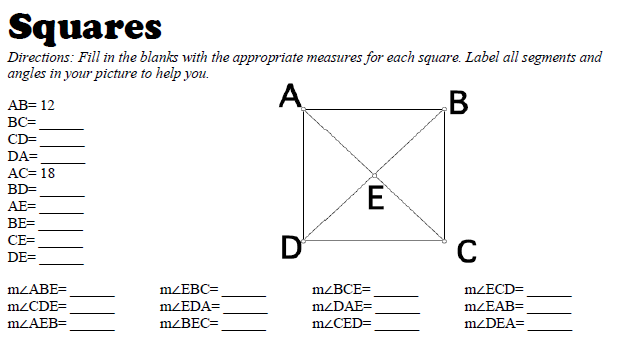 Squares
Directions: Fill in the blanks with the appropriate measures for each square. Label all segments and
angles in your picture to help you.
AB= 12
BC= ______
CD= ______
DA= ______
AC= 18
BD= ______
AE= ______
BE= ______
CE= ______
DE= ______
A
B
E
D
C
m∠ABE= ______ m∠EBC= ______ m∠BCE= ______ m∠ECD= ______
m∠CDE= ______ m∠EDA= ______ m∠DAE= ______ m∠EAB= ______
m∠AEB= ______ m∠BEC= ______ m∠CED= ______ m∠DEA= ______